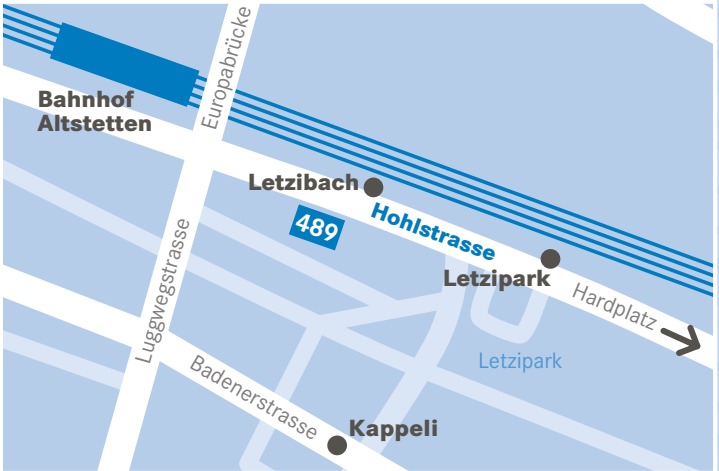 Europabrücke
Bahnhof
Altstetten
Letzibach
Hohlstrasse
489
Letzipark
Hardplatz
Luggwegstrasse
Letzipark
Badenerstrasse
Kappeli